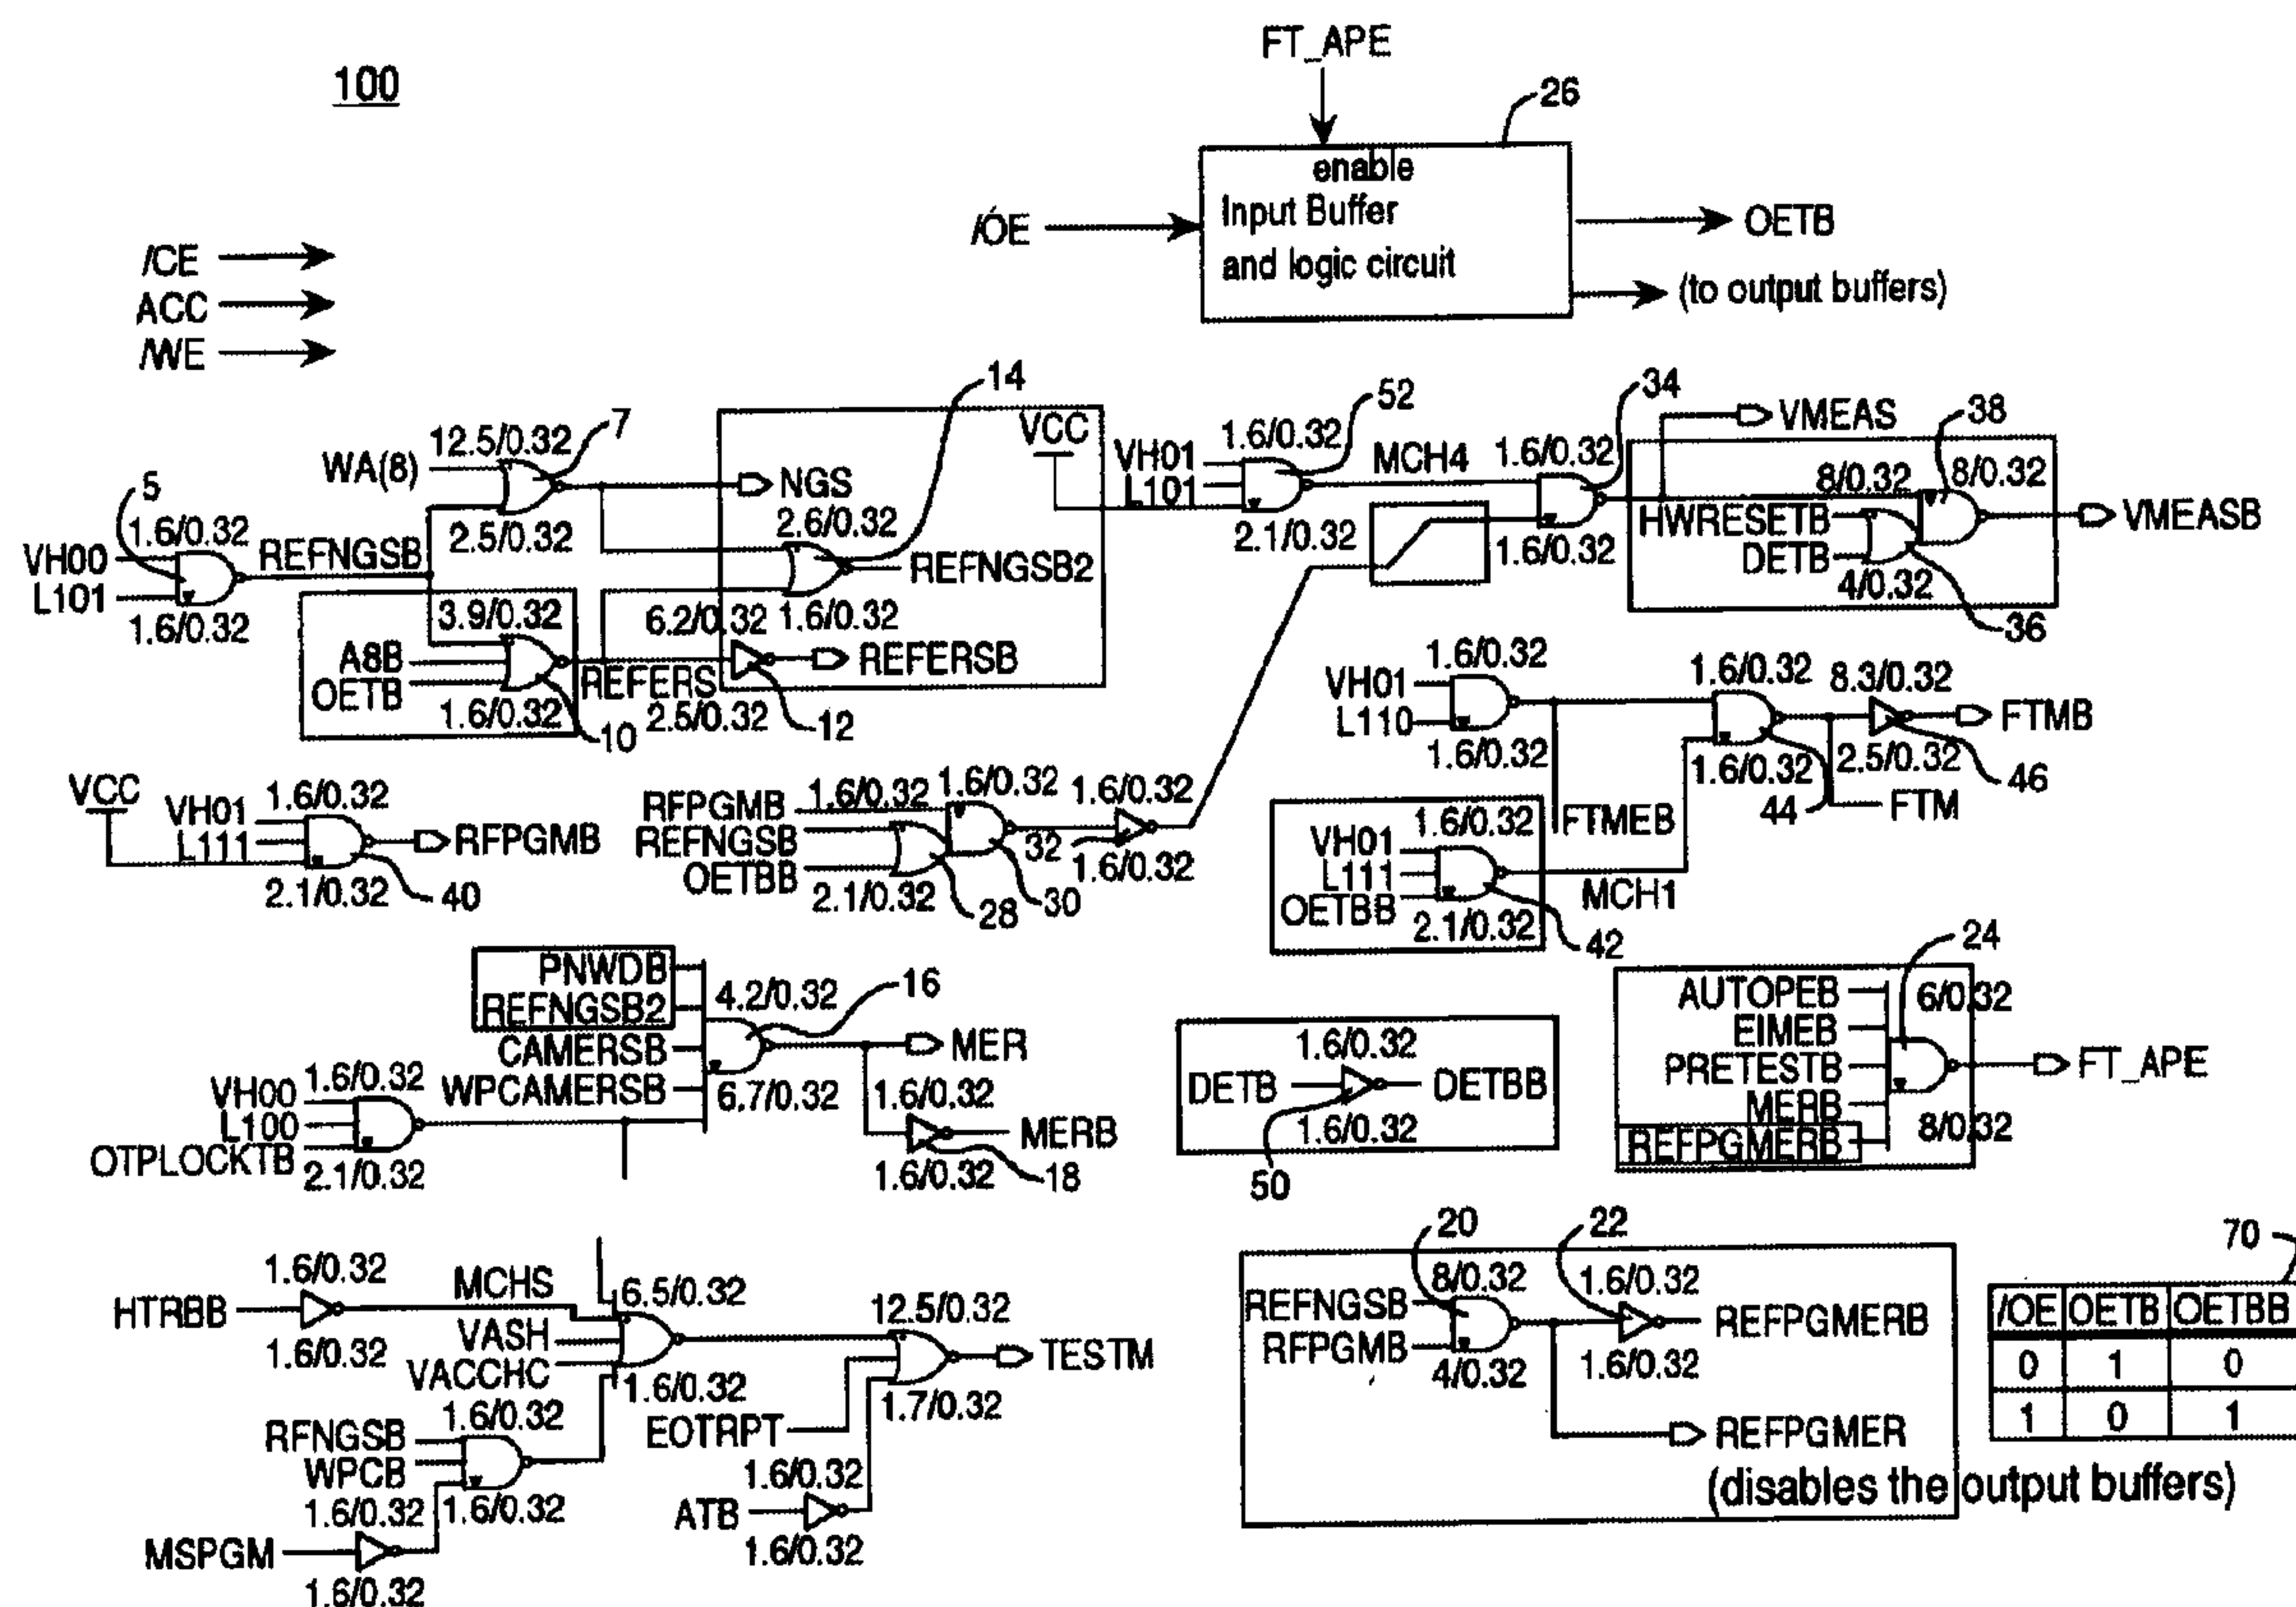 100
FT_APE
26
enable
Input Buffer
and logic circuit
/OE
OETB
(to output buffers)
/CE
ACC
/WE
14
7
12.5/0.32
WA(8)
NGS
2.6/0.32
5
1.6/0.32
VH00
L101
1.6/0.32
REFNGSB
2.5/0.32
REFNGSB2
3.9/0.32
6.2/0.32
1.6/0.32
A8B
OETB
REFERS
REFERSB
1.6/0.32
10
2.5/0.32
12
VCC
52
1.6/0.32
VH01
L101
MCH4
2.1/0.32
34
1.6/0.32
1.6/0.32
VMEAS
38
8/0.32
8/0.32
HWRESETB
DETB
4/0.32
VMEASB
36
1.6/0.32
VH01
L110
1.6/0.32
1.6/0.32
8.3/0.32
FTMB
1.6/0.32
2.5/0.32
46
44
FTM
FTMEB
VH01
L111
OETBB
1.6/0.32
2.1/0.32
MCH1
42
VCC
VH01
L111
1.6/0.32
RFPGMB
2.1/0.32
40
RFPGMB
REFNGSB
OETBB
1.6/0.32
1.6/0.32
1.6/0.32
32
1.6/0.32
2.1/0.32
28
30
24
PNWDB
REFNGSB2
CAMERSB
WPCAMERSB
4.2/0.32
16
MER
6.7/0.32
1.6/0.32
MERB
1.6/0.32
18
VH00
L100
OTPLOCKTB
1.6/0.32
2.1/0.32
1.6/0.32
DETB
DETBB
1.6/0.32
50
AUTOPEB
EIMEB
PRETESTB
MERB
REFPGMERB
6/0.32
8/0.32
FT_APE
HTRBB
1.6/0.32
1.6/0.32
MCHS
VASH
VACCHC
6.5/0.32
1.6/0.32
12.5/0.32
TESTM
1.7/0.32
EOTRPT
1.6/0.32
RFNGSB
WPCB
1.6/0.32
1.6/0.32
MSPGM
1.6/0.32
1.6/0.32
ATB
1.6/0.32
20
22
REFNGSB
RFPGMB
8/0.32
4/0.32
1.6/0.32
1.6/0.32
REFPGMERB
REFPGMER
(disables the output buffers)
70
/OE OETB OETBB
0 1 0
1 0 1